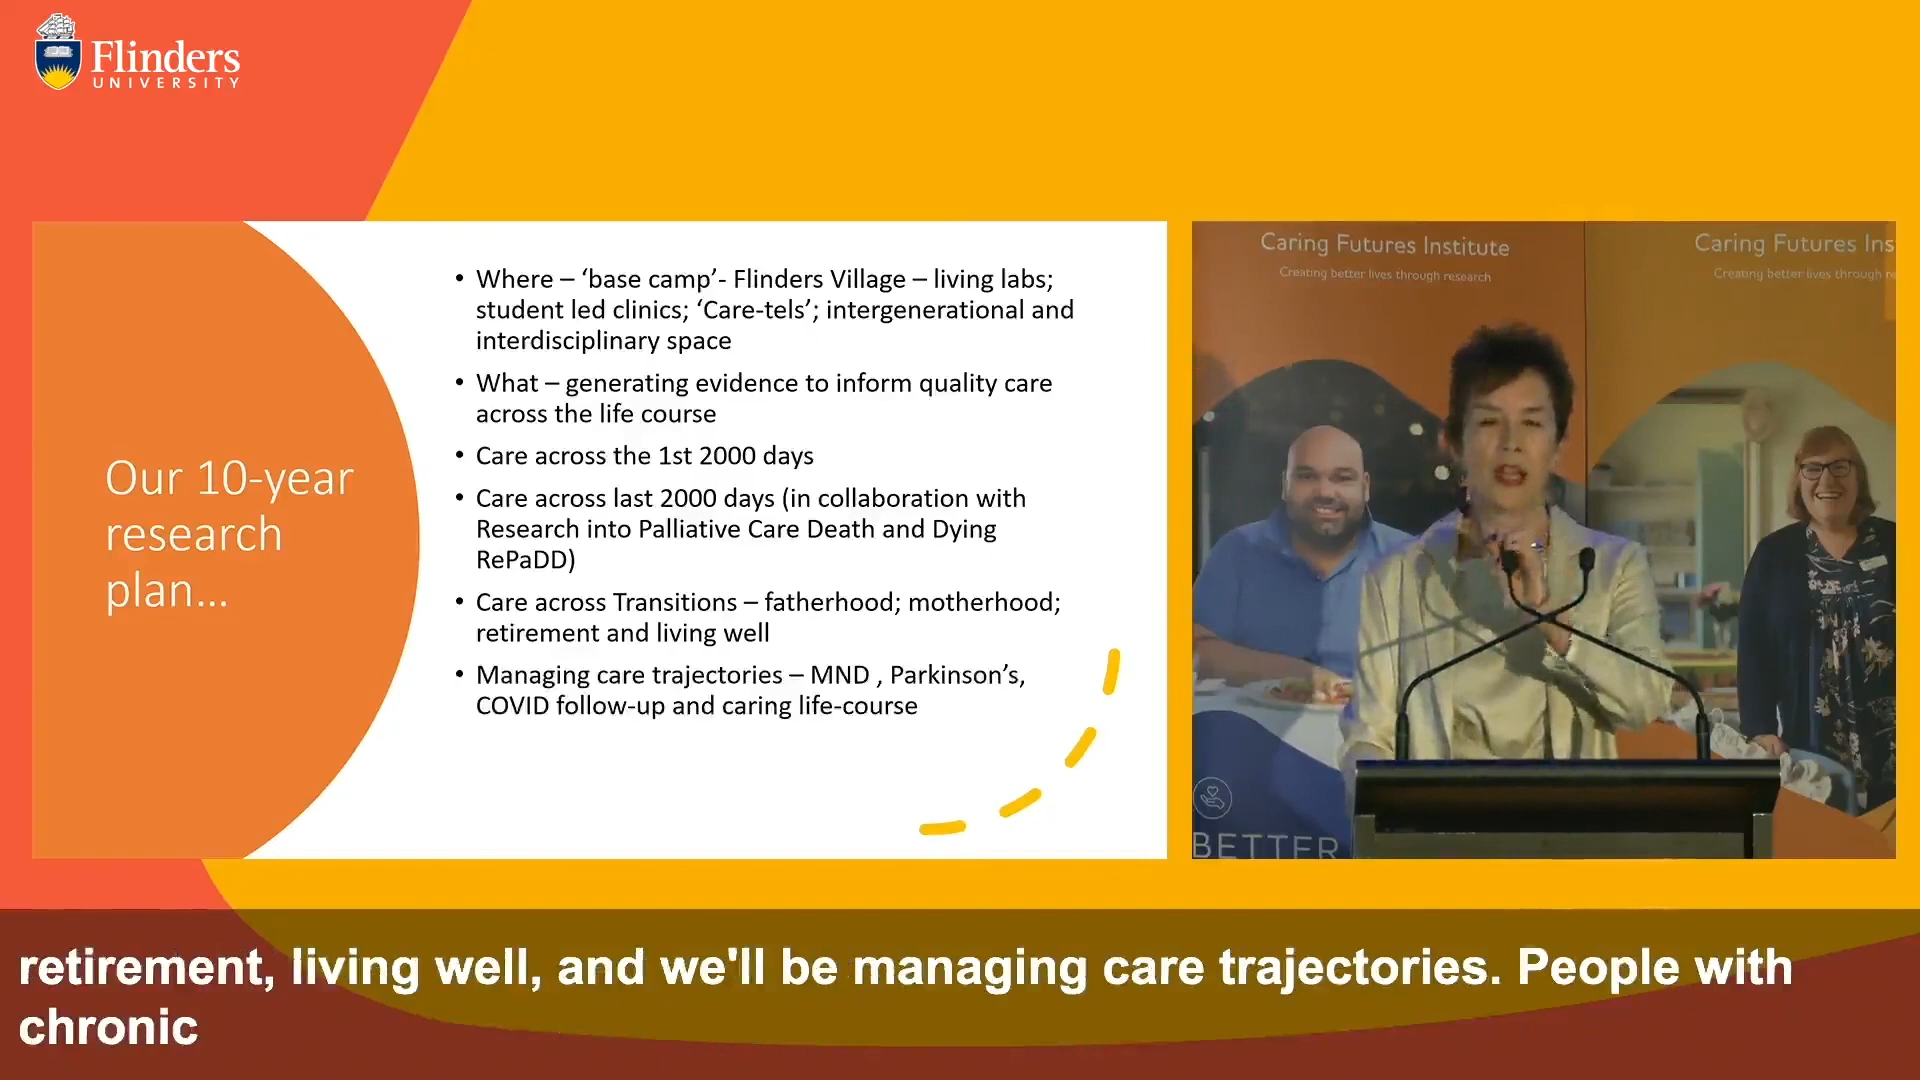 Flinders
UNIVERSITY
Our 10-year
research
plan...
• Where – ‘base camp’- Flinders Village – living labs;
student led clinics; ‘Care-tels’; intergenerational and
interdisciplinary space
• What – generating evidence to inform quality care
across the life course
• Care across the 1st 2000 days
• Care across last 2000 days (in collaboration with
Research into Palliative Care Death and Dying
RePaDD)
• Care across Transitions – fatherhood; motherhood;
retirement and living well
• Managing care trajectories – MND , Parkinson’s,
COVID follow-up and caring life-course
Caring Futures Institute
Creating better lives through research
Caring Futures Ins
Creating better lives through re
BETTER
retirement, living well, and we'll be managing care trajectories. People with
chronic